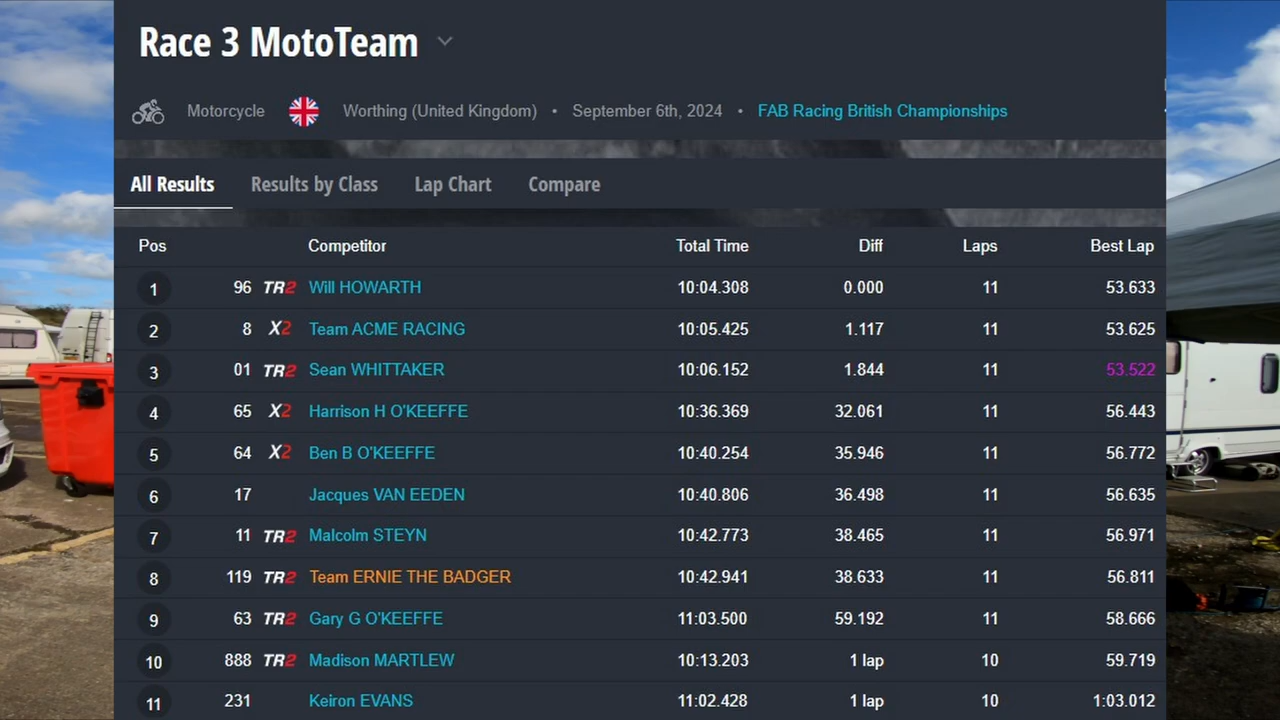 Race 3 MotoTeam
Motorcycle Worthing (United Kingdom) • September 6th, 2024 • FAB Racing British Championships
All Results Results by Class Lap Chart Compare
Pos Competitor Total Time Diff Laps Best Lap
1 96 TR2 Will HOWARTH 10:04.308 0.000 11 53.633
2 8 X2 Team ACME RACING 10:05.425 1.117 11 53.625
3 01 TR2 Sean WHITTAKER 10:06.152 1.844 11 53.522
4 65 X2 Harrison H O'KEEFFE 10:36.369 32.061 11 56.443
5 64 X2 Ben B O'KEEFFE 10:40.254 35.946 11 56.772
6 17 Jacques VAN EEDEN 10:40.806 36.498 11 56.635
7 11 TR2 Malcolm STEYN 10:42.773 38.465 11 56.971
8 119 TR2 Team ERNIE THE BADGER 10:42.941 38.633 11 56.811
9 63 TR2 Gary G O'KEEFFE 11:03.500 59.192 11 58.666
10 888 TR2 Madison MARTLEW 10:13.203 1 lap 10 59.719
11 231 Keiron EVANS 11:02.428 1 lap 10 1:03.012